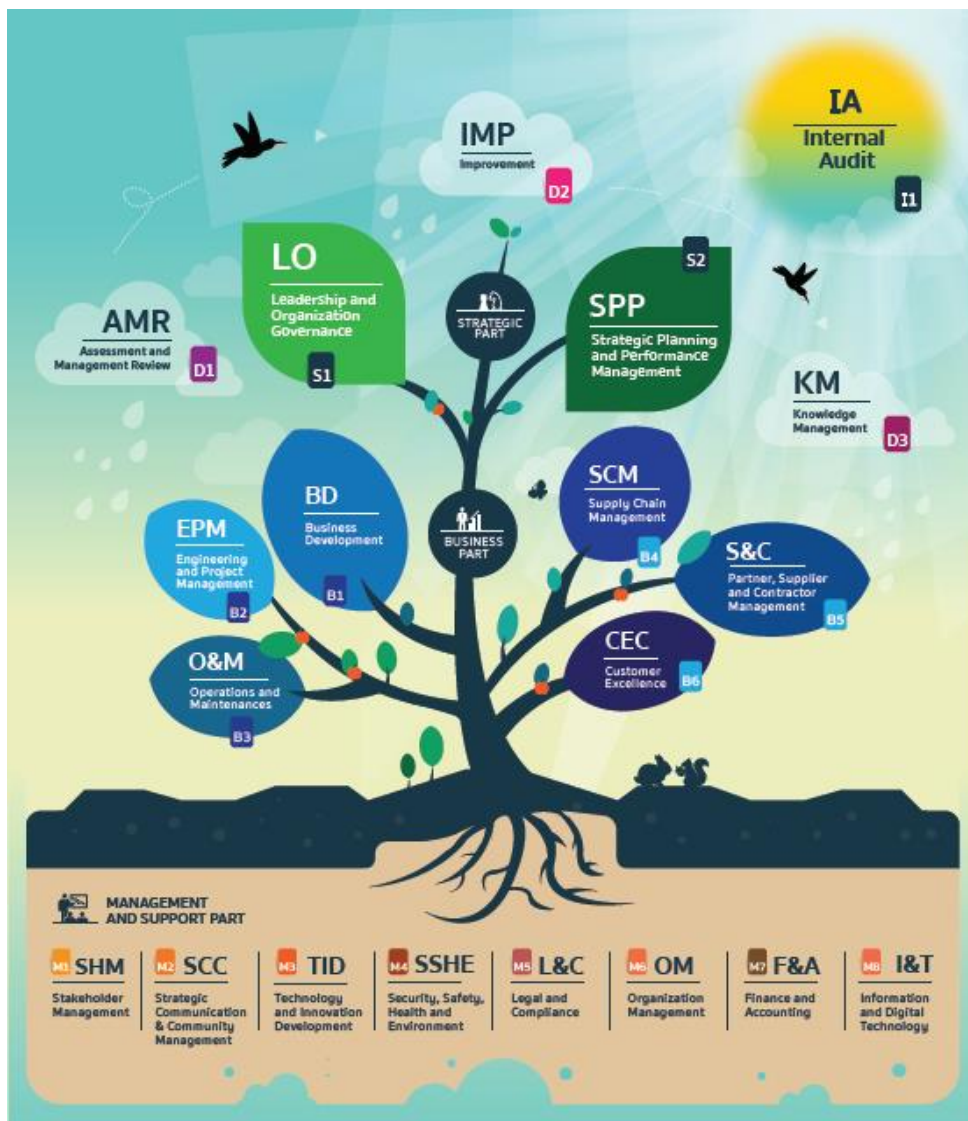 IA
Internal
Audit
I1
IMP
Improvement
D2
LO
Leadership and
Organization
Governance
S1
STRATEGIC
PART
S2
SPP
Strategic Planning
and Performance
Management
AMR
Assessment and
Management Review
D1
KM
Knowledge
Management
D3
BD
Business
Development
B1
BUSINESS
PART
SCM
Supply Chain
Management
B4
EPM
Engineering
and Project
Management
B2
S&C
Partner, Supplier
and Contractor
Management
B5
O&M
Operations and
Maintenances
B3
CEC
Customer
Excellence
B6
MANAGEMENT
AND SUPPORT PART
M1 SHM
Stakeholder
Management
M2 SCC
Strategic
Communication
& Community
Management
M3 TID
Technology
and Innovation
Development
M4 SSHE
Security, Safety,
Health and
Environment
M5 L&C
Legal and
Compliance
M6 OM
Organization
Management
M7 F&A
Finance and
Accounting
M8 I&T
Information
and Digital
Technology